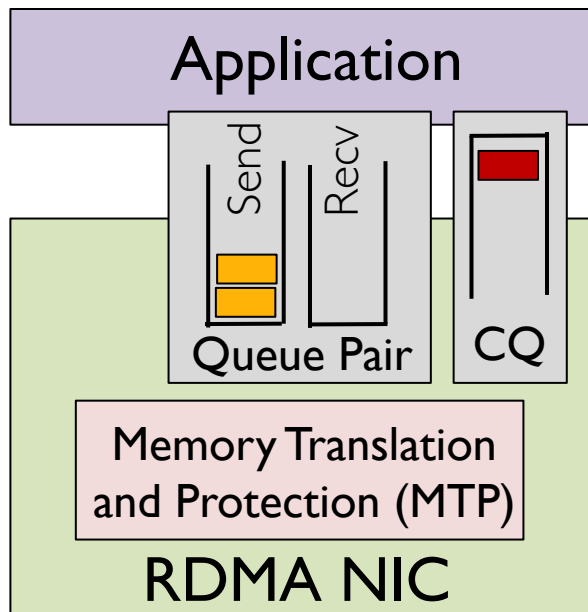 Application
Send
Recv
Queue Pair
CQ
Memory Translation
and Protection (MTP)
RDMA NIC